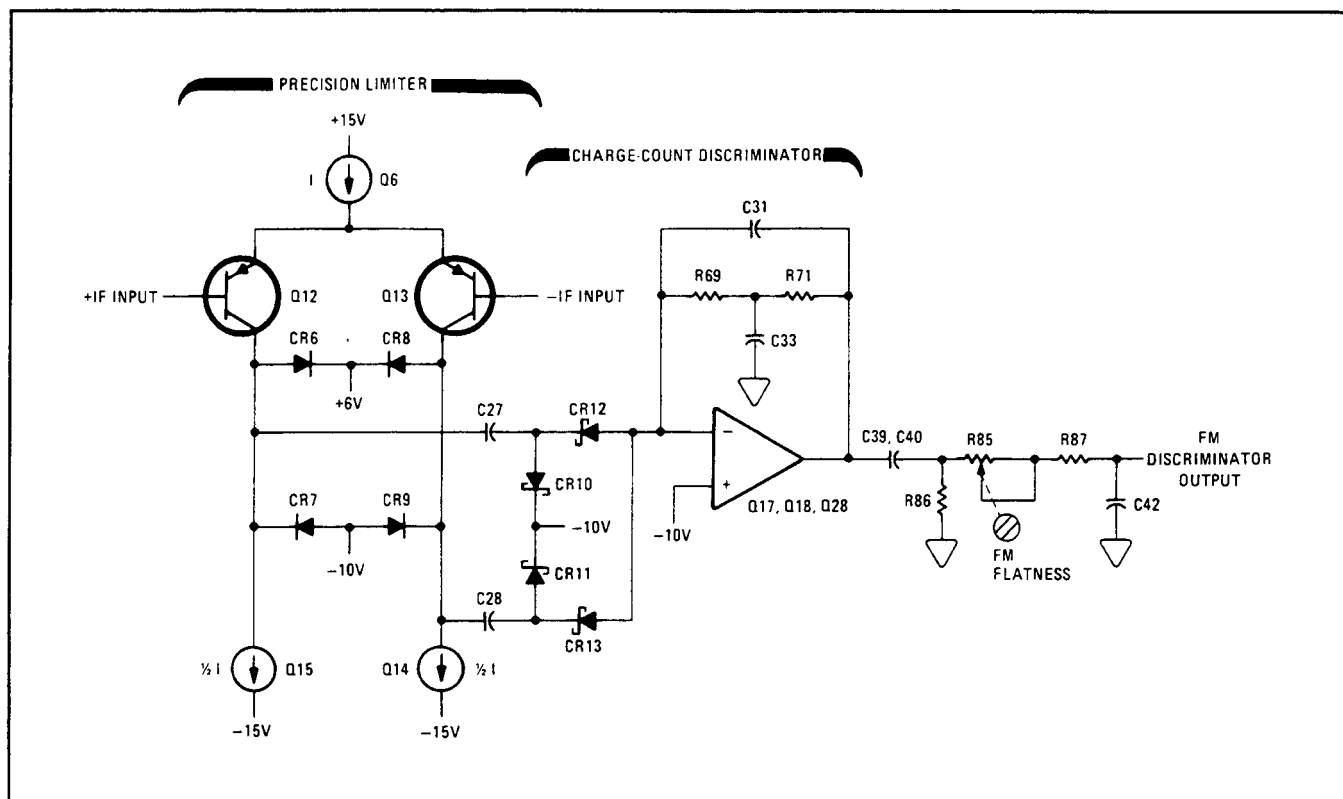 PRECISION LIMITER
+15V
I
Q6
CHARGE-COUNT DISCRIMINATOR
C31
R69
R71
C33
+IF INPUT
Q12
Q13
-IF INPUT
CR6
CR8
+6V
C27
CR12
CR10
-10V
CR7
CR9
-10V
CR11
C28
CR13
−
+
-10V
Q17, Q18, Q28
C39, C40
R85
R87
FM
DISCRIMINATOR
OUTPUT
R86
C42
FM
FLATNESS
½ I
Q15
Q14
½ I
-15V
-15V